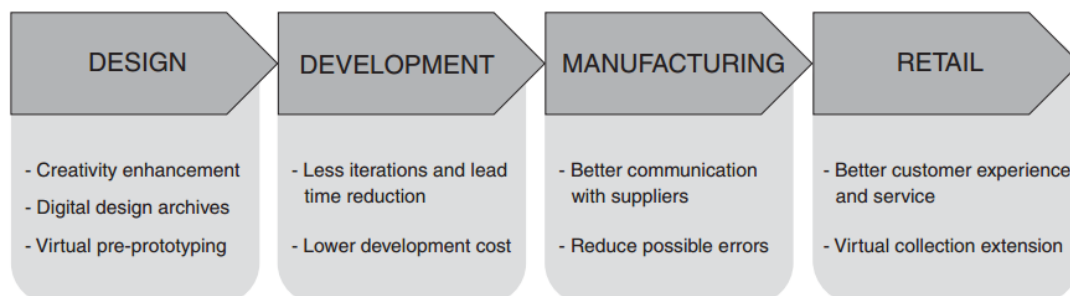 DESIGN
- Creativity enhancement
- Digital design archives
- Virtual pre-prototyping
DEVELOPMENT
- Less iterations and lead
time reduction
- Lower development cost
MANUFACTURING
- Better communication
with suppliers
- Reduce possible errors
RETAIL
- Better customer experience
and service
- Virtual collection extension